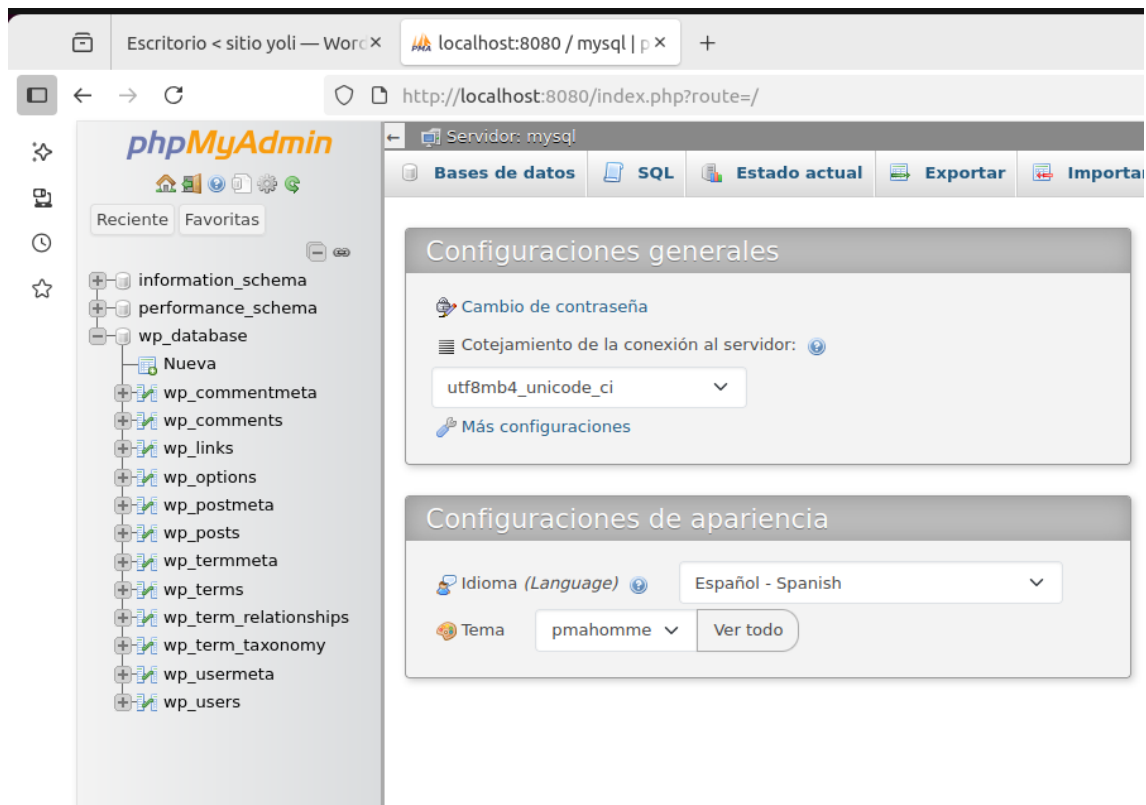 Escritorio < sitio yoli — Word
localhost:8080 / mysql | p
http://localhost:8080/index.php?route=/
phpMyAdmin
Reciente Favoritas
information_schema
performance_schema
wp_database
Nueva
wp_commentmeta
wp_comments
wp_links
wp_options
wp_postmeta
wp_posts
wp_termmeta
wp_terms
wp_term_relationships
wp_term_taxonomy
wp_usermeta
wp_users
Servidor: mysql
Bases de datos SQL Estado actual Exportar Importar
Configuraciones generales
Cambio de contraseña
Cotejamiento de la conexión al servidor:
utf8mb4_unicode_ci
Más configuraciones
Configuraciones de apariencia
Idioma (Language) Español - Spanish
Tema pmahomme Ver todo